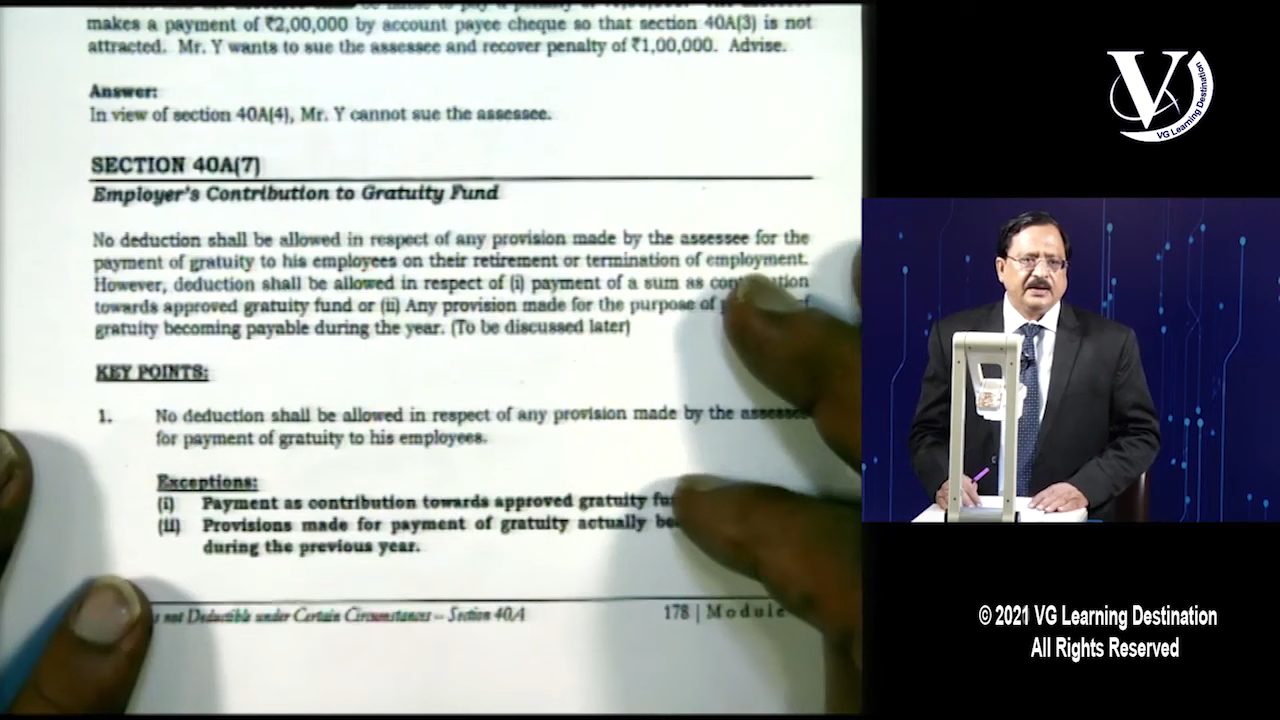 makes a payment of ₹2,00,000 by account payee cheque so that section 40A(3) is not
attracted. Mr. Y wants to sue the assessee and recover penalty of ₹1,00,000. Advise.
Answer:
In view of section 40A(4), Mr. Y cannot sue the assessee.
SECTION 40A(7)
Employer's Contribution to Gratuity Fund
No deduction shall be allowed in respect of any provision made by the assessee for the
payment of gratuity to his employees on their retirement or termination of employment.
However, deduction shall be allowed in respect of (i) payment of a sum as
towards approved gratuity fund or (ii) Any provision made for the purpose of
gratuity becoming payable during the year. (To be discussed later)
KEY POINTS:
1. No deduction shall be allowed in respect of any provision made by the assessee
for payment of gratuity to his employees.
Exceptions:
(i) Payment as contribution towards approved gratuity
(ii) Provisions made for payment of gratuity actually
during the previous year.
not Deductible under Certain Circumstances – Section 40A
178 | Module
V
VG Learning Destination
© 2021 VG Learning Destination
All Rights Reserved